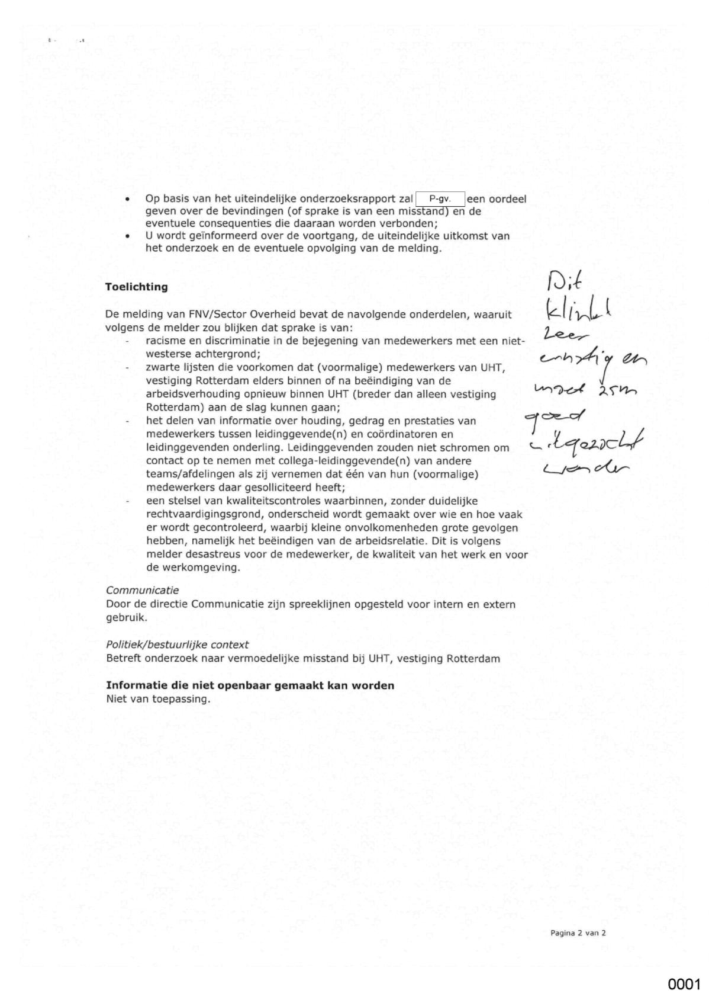 • Op basis van het uiteindelijke onderzoeksrapport zal P-gv. een oordeel
geven over de bevindingen (of sprake is van een misstand) en de
eventuele consequenties die daaraan worden verbonden;
• U wordt geïnformeerd over de voortgang, de uiteindelijke uitkomst van
het onderzoek en de eventuele opvolging van de melding.
Toelichting
De melding van FNV/Sector Overheid bevat de navolgende onderdelen, waaruit
volgens de melder zou blijken dat sprake is van:
- racisme en discriminatie in de bejegening van medewerkers met een niet-
westerse achtergrond;
- zwarte lijsten die voorkomen dat (voormalige) medewerkers van UHT,
vestiging Rotterdam elders binnen of na beëindiging van de
arbeidsverhouding opnieuw binnen UHT (breder dan alleen vestiging
Rotterdam) aan de slag kunnen gaan;
- het delen van informatie over houding, gedrag en prestaties van
medewerkers tussen leidinggevende(n) en coördinatoren en
leidinggevenden onderling. Leidinggevenden zouden niet schromen om
contact op te nemen met collega-leidinggevende(n) van andere
teams/afdelingen als zij vernemen dat één van hun (voormalige)
medewerkers daar gesolliciteerd heeft;
- een stelsel van kwaliteitscontroles waarbinnen, zonder duidelijke
rechtvaardigingsgrond, onderscheid wordt gemaakt over wie en hoe vaak
er wordt gecontroleerd, waarbij kleine onvolkomenheden grote gevolgen
hebben, namelijk het beëindigen van de arbeidsrelatie. Dit is volgens
melder desastreus voor de medewerker, de kwaliteit van het werk en voor
de werkomgeving.
Dit
klinkt
zeer
ernstig en
moet
goed
uitgezocht
worden
Communicatie
Door de directie Communicatie zijn spreeklijnen opgesteld voor intern en extern
gebruik.
Politiek/bestuurlijke context
Betreft onderzoek naar vermoedelijke misstand bij UHT, vestiging Rotterdam
Informatie die niet openbaar gemaakt kan worden
Niet van toepassing.
Pagina 2 van 2
0001